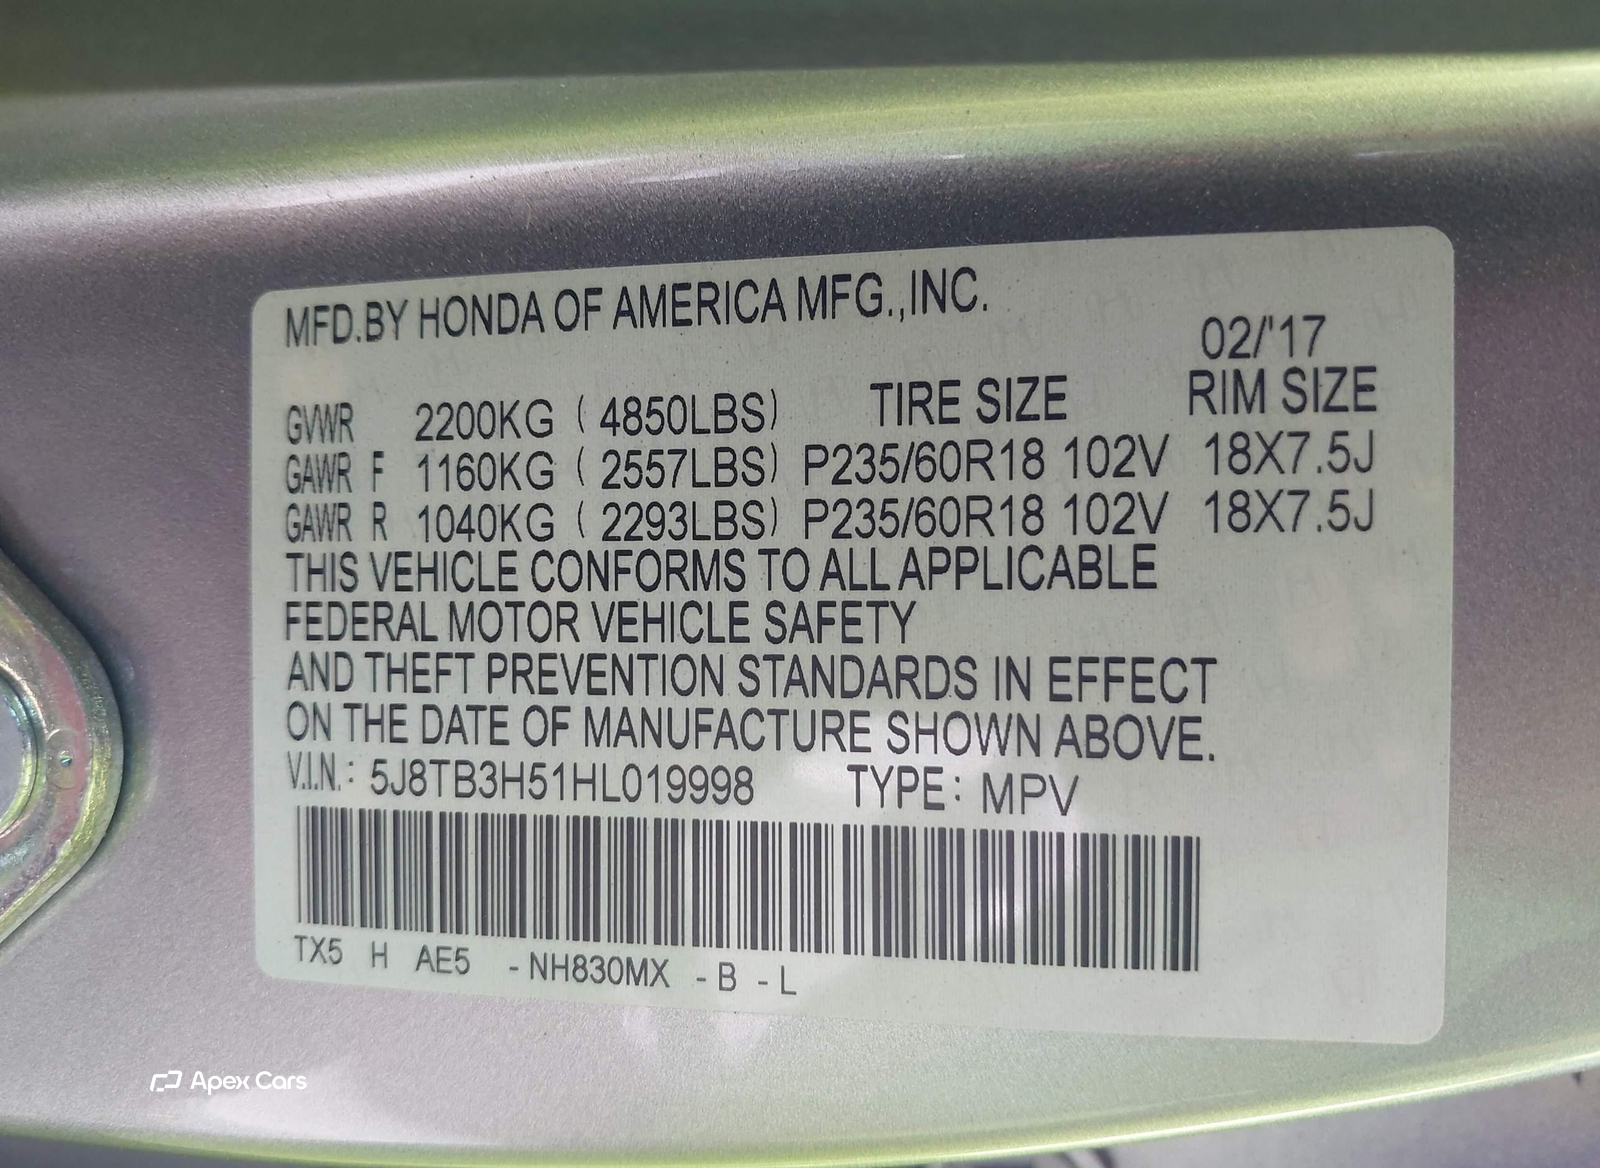 MFD.BY HONDA OF AMERICA MFG.,INC.
02/'17
GVWR 2200KG ( 4850LBS) TIRE SIZE RIM SIZE
GAWR F 1160KG ( 2557LBS) P235/60R18 102V 18X7.5J
GAWR R 1040KG ( 2293LBS) P235/60R18 102V 18X7.5J
THIS VEHICLE CONFORMS TO ALL APPLICABLE
FEDERAL MOTOR VEHICLE SAFETY
AND THEFT PREVENTION STANDARDS IN EFFECT
ON THE DATE OF MANUFACTURE SHOWN ABOVE.
V.I.N.: 5J8TB3H51HL019998 TYPE: MPV
TX5 H AE5 -NH830MX -B -L
Apex Cars